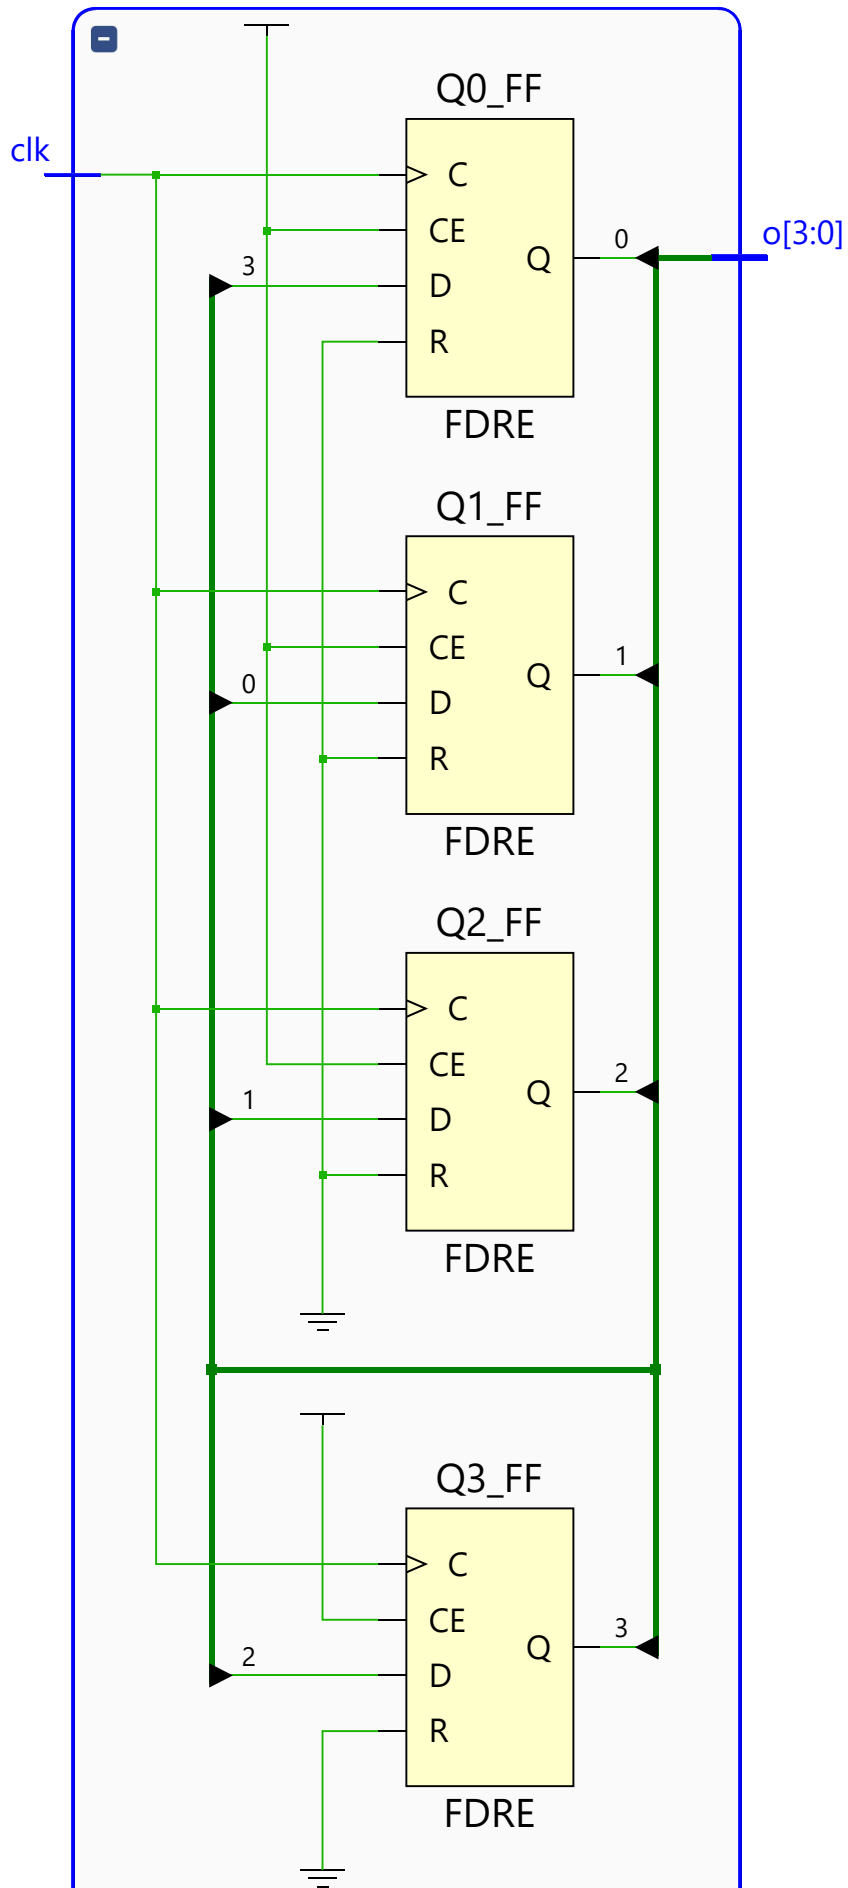 Q0_FF
clk
C
CE
D
R
Q
0
o[3:0]
3
FDRE
Q1_FF
C
CE
D
R
Q
1
0
FDRE
Q2_FF
C
CE
D
R
Q
2
1
FDRE
Q3_FF
C
CE
D
R
Q
3
2
FDRE